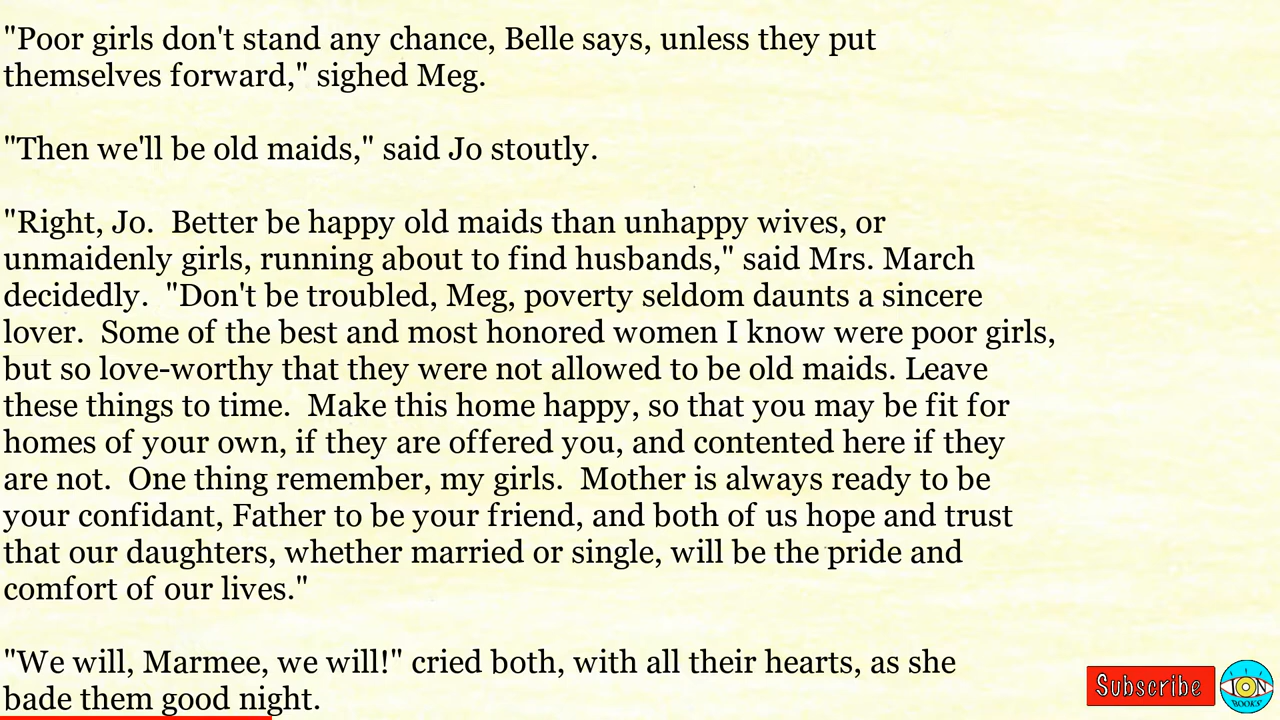 "Poor girls don't stand any chance, Belle says, unless they put
themselves forward," sighed Meg.
"Then we'll be old maids," said Jo stoutly.
"Right, Jo.  Better be happy old maids than unhappy wives, or
unmaidenly girls, running about to find husbands," said Mrs. March
decidedly.  "Don't be troubled, Meg, poverty seldom daunts a sincere
lover.  Some of the best and most honored women I know were poor girls,
but so love-worthy that they were not allowed to be old maids. Leave
these things to time.  Make this home happy, so that you may be fit for
homes of your own, if they are offered you, and contented here if they
are not.  One thing remember, my girls.  Mother is always ready to be
your confidant, Father to be your friend, and both of us hope and trust
that our daughters, whether married or single, will be the pride and
comfort of our lives."
"We will, Marmee, we will!" cried both, with all their hearts, as she
bade them good night.
Subscribe
ION
BOOKS